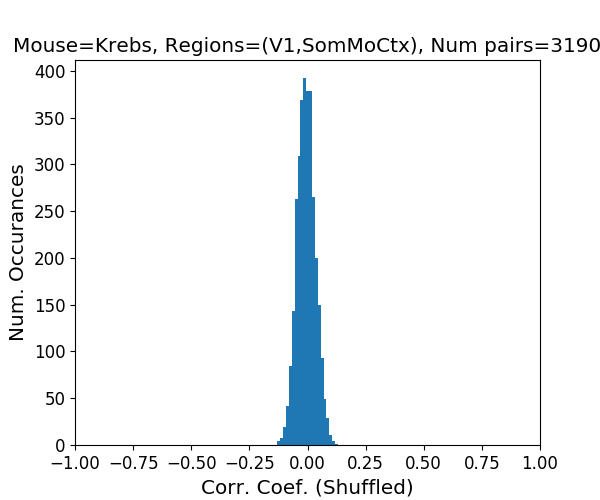 Mouse=Krebs, Regions=(V1,SomMoCtx), Num pairs=3190
400
350
300
250
200
150
100
50
0
Num. Occurances
−1.00 −0.75 −0.50 −0.25 0.00 0.25 0.50 0.75 1.00
Corr. Coef. (Shuffled)